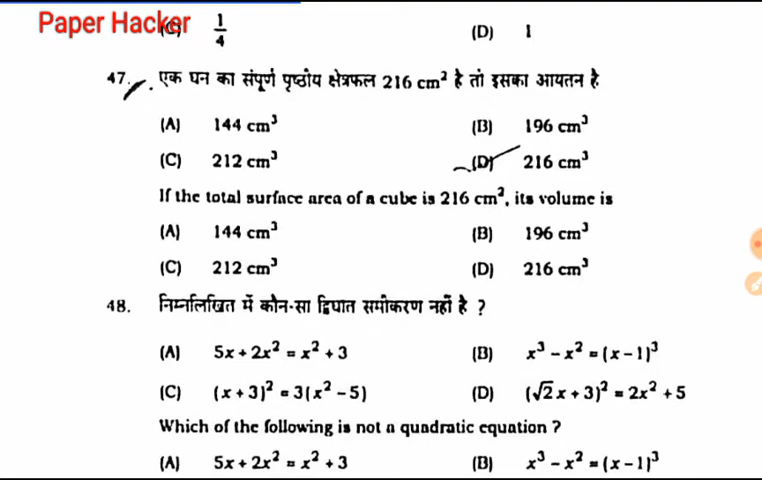 Paper Hacker
(C) 1/4 (D) 1
47. एक घन का संपूर्ण पृष्ठीय क्षेत्रफल 216 cm² है तो इसका आयतन है
(A) 144 cm³ (B) 196 cm³
(C) 212 cm³ (D) 216 cm³
If the total surface area of a cube is 216 cm², its volume is
(A) 144 cm³ (B) 196 cm³
(C) 212 cm³ (D) 216 cm³
48. निम्नलिखित में कौन-सा द्विघात समीकरण नहीं है ?
(A) 5x + 2x² = x² + 3 (B) x³ − x² = (x − 1)³
(C) (x + 3)² = 3(x² − 5) (D) (√2x + 3)² = 2x² + 5
Which of the following is not a quadratic equation ?
(A) 5x + 2x² = x² + 3 (B) x³ − x² = (x − 1)³